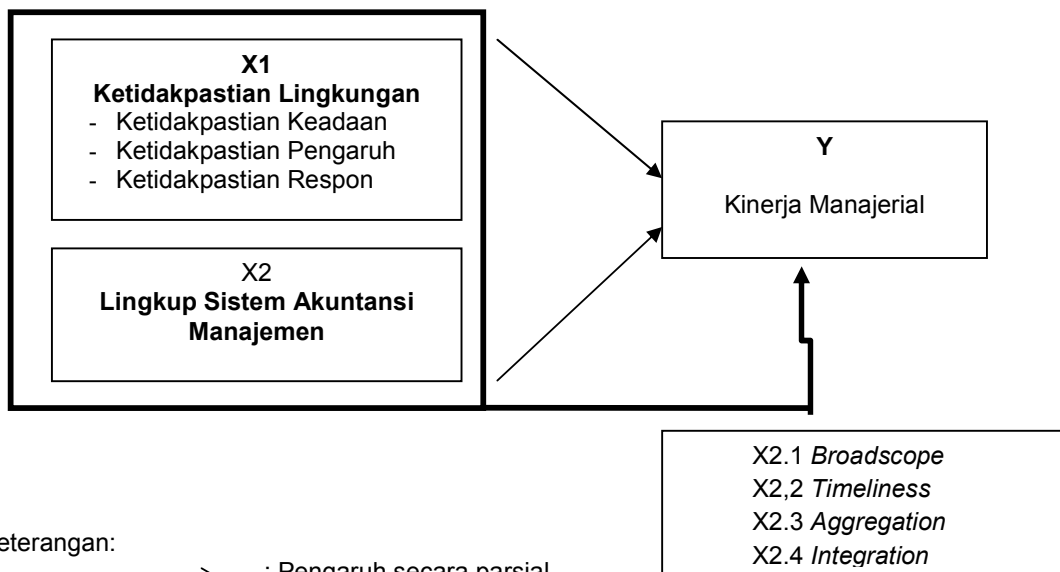 X1
Ketidakpastian Lingkungan
- Ketidakpastian Keadaan
- Ketidakpastian Pengaruh
- Ketidakpastian Respon
X2
Lingkup Sistem Akuntansi
Manajemen
Y
Kinerja Manajerial
X2.1 Broadscope
X2,2 Timeliness
X2.3 Aggregation
X2.4 Integration
eterangan:
: Pengaruh secara parsial